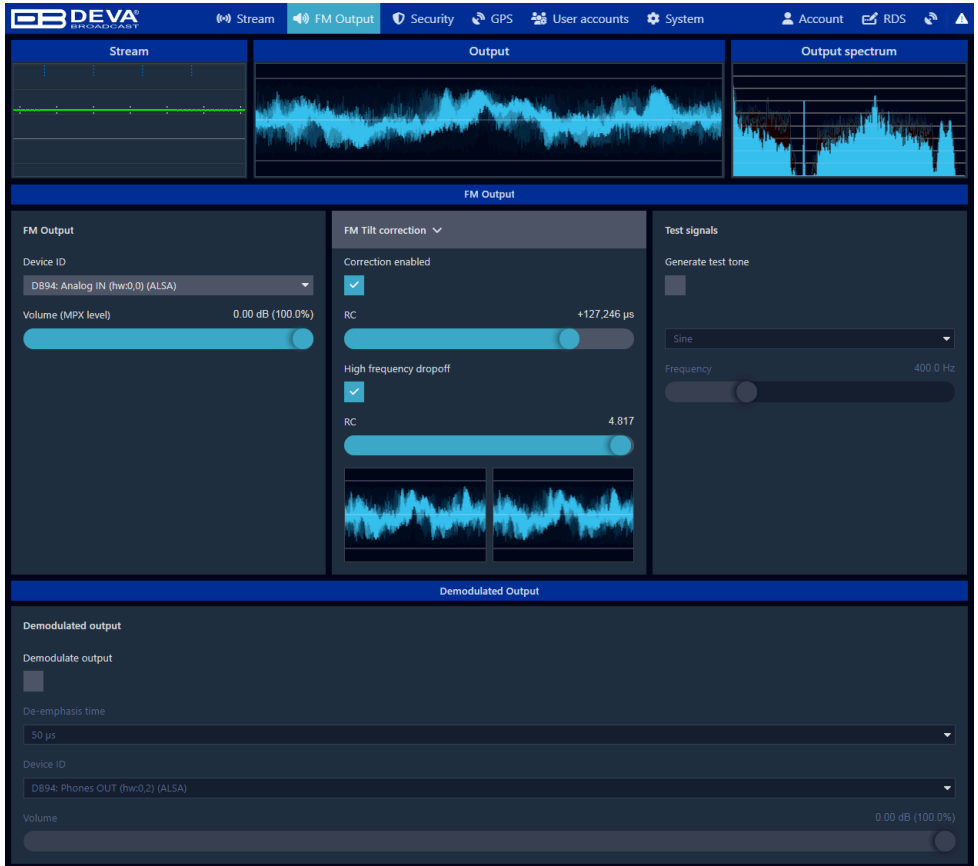 DEVA®
BROADCAST
Stream
FM Output
Security
GPS
User accounts
System
Account
RDS
Stream
Output
Output spectrum
FM Output
FM Output
Device ID
DB94: Analog IN (hw:0,0) (ALSA)
Volume (MPX level) 0.00 dB (100.0%)
FM Tilt correction
Correction enabled
RC +127,246 µs
High frequency dropoff
RC 4.817
Test signals
Generate test tone
Sine
Frequency 400.0 Hz
Demodulated Output
Demodulated output
Demodulate output
De-emphasis time
50 µs
Device ID
DB94: Phones OUT (hw:0,2) (ALSA)
Volume 0.00 dB (100.0%)